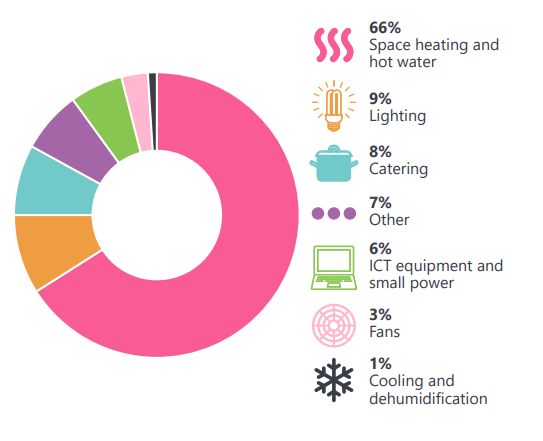 66%
Space heating and
hot water
9%
Lighting
8%
Catering
7%
Other
6%
ICT equipment and
small power
3%
Fans
1%
Cooling and
dehumidification